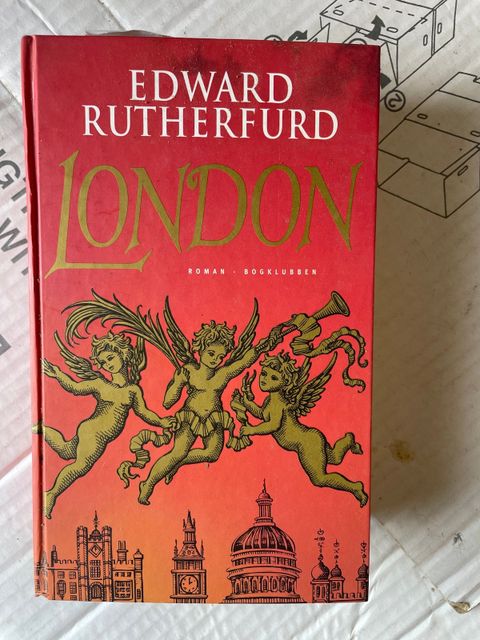 EDWARD
RUTHERFURD
LONDON
ROMAN · BOGKLUBBEN